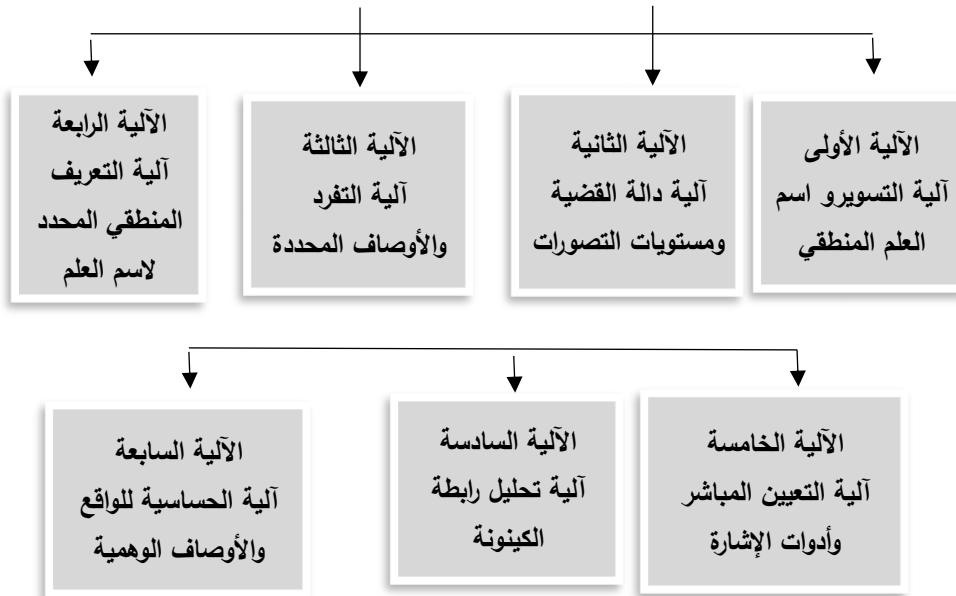 الآلية الأولى
آلية التسويرو اسم
العلم المنطقي
الآلية الثانية
آلية دالة القضية
ومستويات التصورات
الآلية الثالثة
آلية التفرد
والأوصاف المحددة
الآلية الرابعة
آلية التعريف
المنطقي المحدد
لاسم العلم
الآلية الخامسة
آلية التعيين المباشر
وأدوات الإشارة
الآلية السادسة
آلية تحليل رابطة
الكينونة
الآلية السابعة
آلية الحساسية للواقع
والأوصاف الوهمية